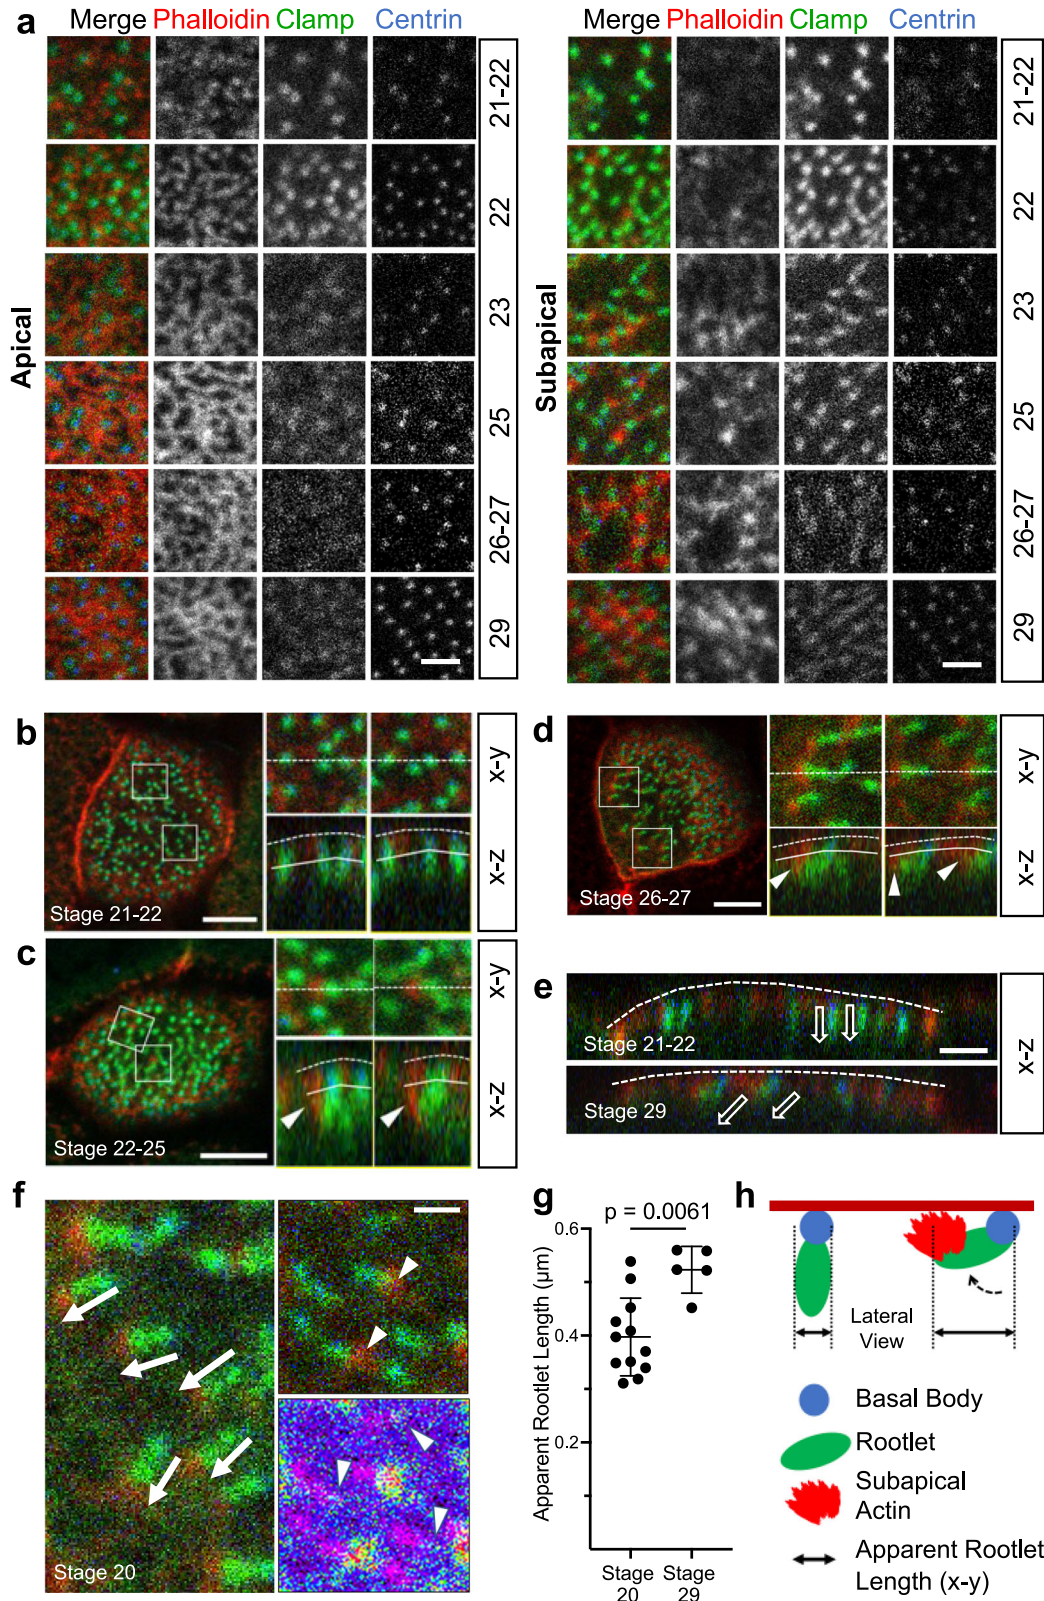 a
Merge Phalloidin Clamp Centrin
Merge Phalloidin Clamp Centrin
Apical
21-22
22
23
25
26-27
29
Subapical
21-22
22
23
25
26-27
29
b
Stage 21-22
x-y
x-z
c
Stage 22-25
x-y
x-z
d
Stage 26-27
x-y
x-z
e
Stage 21-22
Stage 29
x-z
f
Stage 20
g
p = 0.0061
Apparent Rootlet Length (μm)
0.6
0.4
0.2
Stage
20
Stage
29
h
Lateral
View
Basal Body
Rootlet
Subapical
Actin
Apparent Rootlet
Length (x-y)